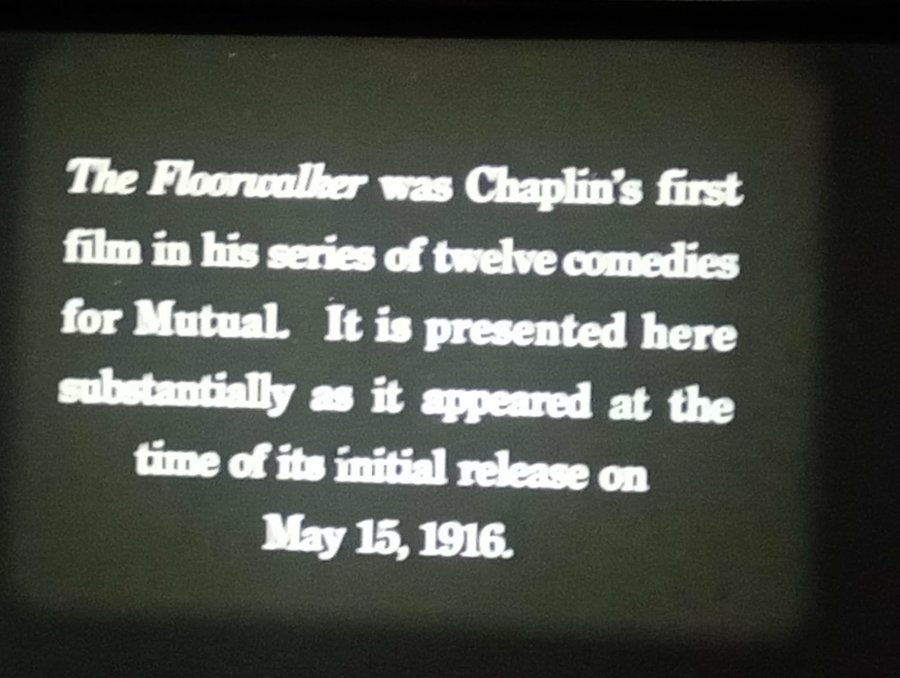 The Floorwalker was Chaplin's first
film in his series of twelve comedies
for Mutual. It is presented here
substantially as it appeared at the
time of its initial release on
May 15, 1916.